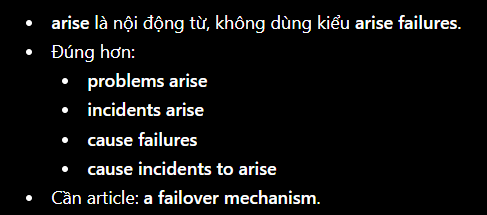 arise là nội động từ, không dùng kiểu arise failures.
Đúng hơn:
problems arise
incidents arise
cause failures
cause incidents to arise
Cần article: a failover mechanism.